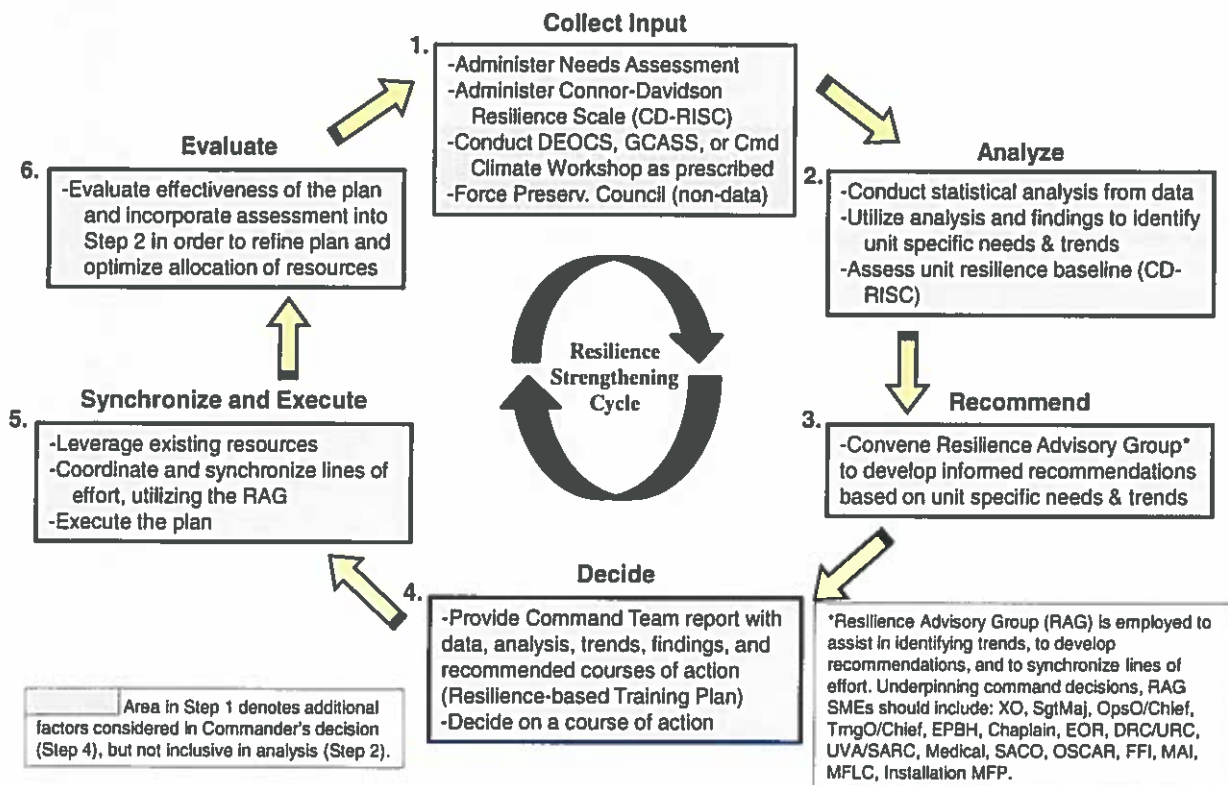 Collect Input
1.
-Administer Needs Assessment
-Administer Connor-Davidson
Resilience Scale (CD-RISC)
-Conduct DEOCS, GCASS, or Cmd
Climate Workshop as prescribed
-Force Preserv. Council (non-data)
Analyze
2.
-Conduct statistical analysis from data
-Utilize analysis and findings to identify
unit specific needs & trends
-Assess unit resilience baseline (CD-
RISC)
Recommend
3.
-Convene Resilience Advisory Group*
to develop informed recommendations
based on unit specific needs & trends
Decide
4.
-Provide Command Team report with
data, analysis, trends, findings, and
recommended courses of action
(Resilience-based Training Plan)
-Decide on a course of action
Synchronize and Execute
5.
-Leverage existing resources
-Coordinate and synchronize lines of
effort, utilizing the RAG
-Execute the plan
Evaluate
6.
-Evaluate effectiveness of the plan
and incorporate assessment into
Step 2 in order to refine plan and
optimize allocation of resources
Resilience
Strengthening
Cycle
Area in Step 1 denotes additional
factors considered in Commander's decision
(Step 4), but not inclusive in analysis (Step 2).
*Resilience Advisory Group (RAG) is employed to
assist in identifying trends, to develop
recommendations, and to synchronize lines of
effort. Underpinning command decisions, RAG
SMEs should include: XO, SgtMaj, OpsO/Chief,
TrngO/Chief, EPBH, Chaplain, EOR, DRC/URC,
UVA/SARC, Medical, SACO, OSCAR, FFI, MAI,
MFLC, Installation MFP.